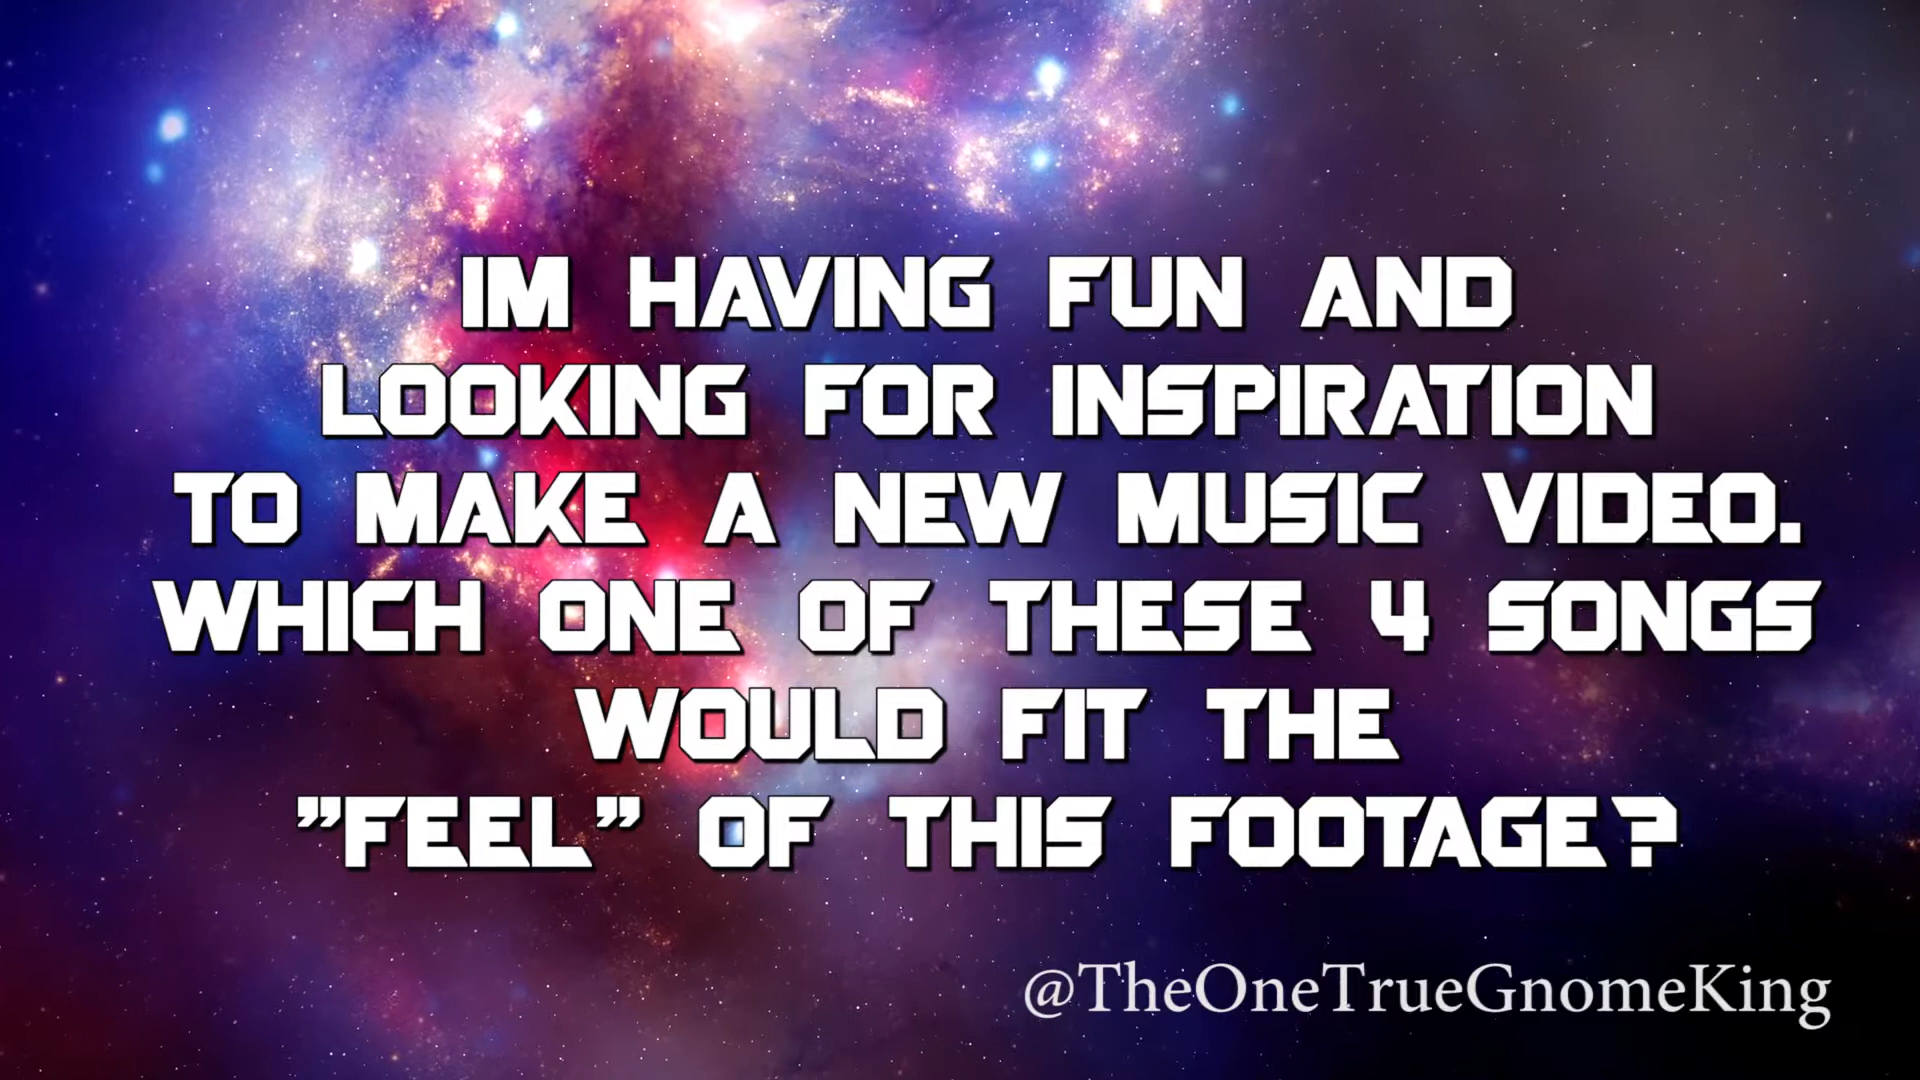 IM HAVING FUN AND
LOOKING FOR INSPIRATION
TO MAKE A NEW MUSIC VIDEO.
WHICH ONE OF THESE 4 SONGS
WOULD FIT THE
”FEEL” OF THIS FOOTAGE?
@TheOneTrueGnomeKing